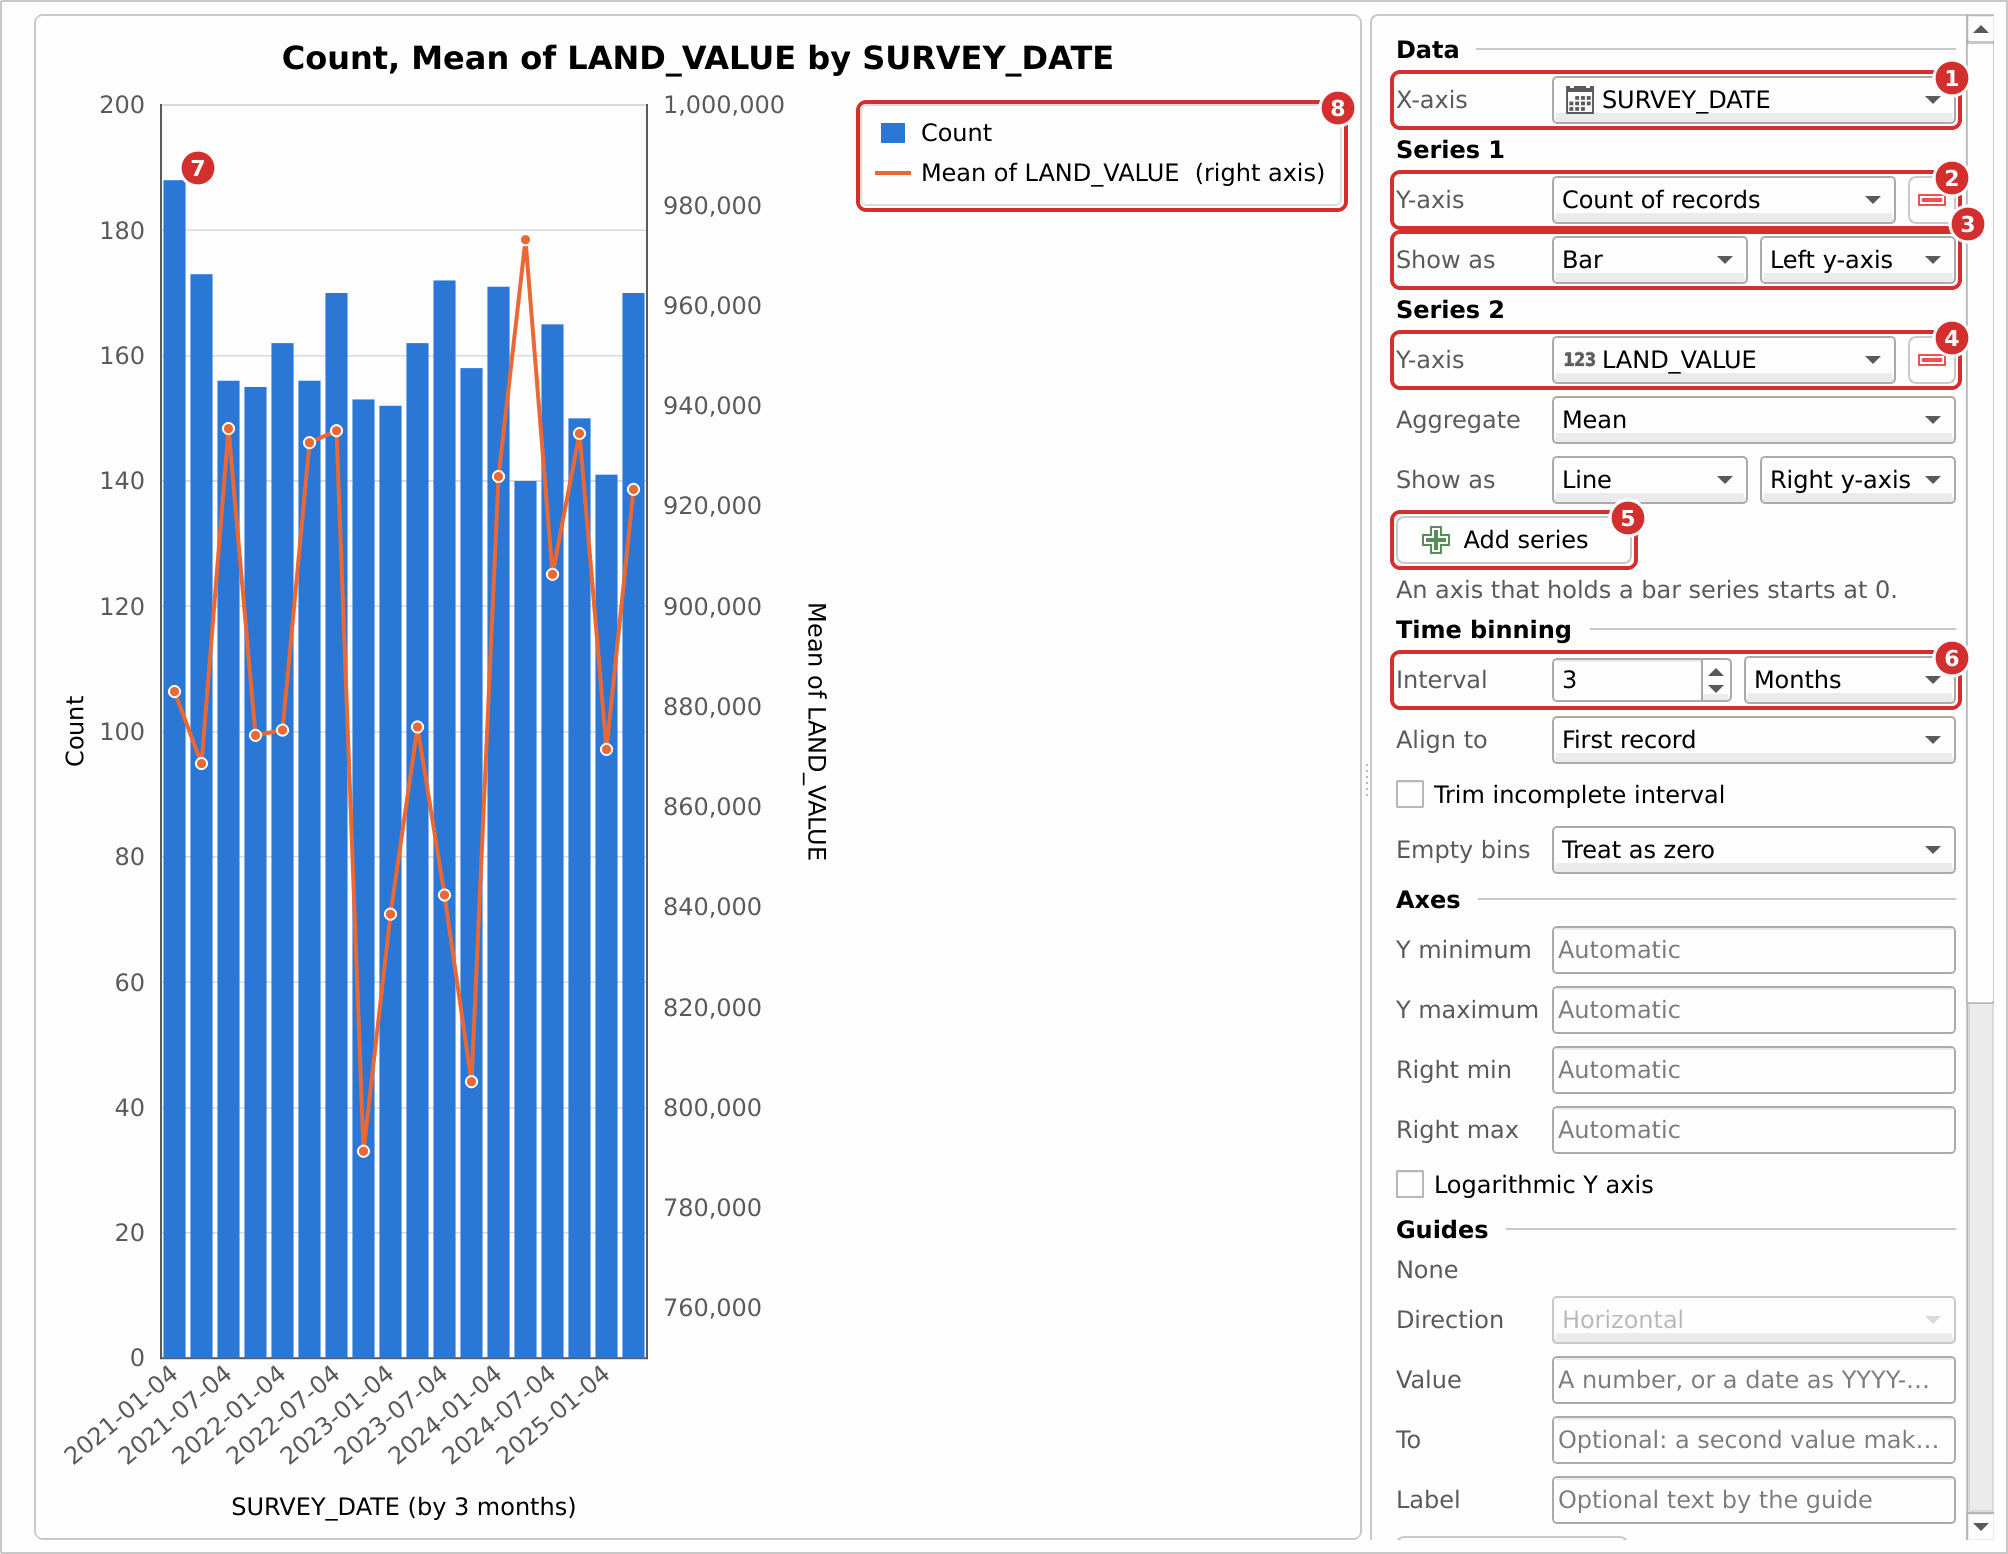 Count, Mean of LAND_VALUE by SURVEY_DATE
200
180
160
140
120
100
80
60
40
20
0
Count
7
1,000,000
980,000
960,000
940,000
920,000
900,000
880,000
860,000
840,000
820,000
800,000
780,000
760,000
Mean of LAND_VALUE
2021-01-04
2021-07-04
2022-01-04
2022-07-04
2023-01-04
2023-07-04
2024-01-04
2024-07-04
2025-01-04
SURVEY_DATE (by 3 months)
8
Count
Mean of LAND_VALUE (right axis)
Data
1
X-axis SURVEY_DATE
Series 1
2
Y-axis Count of records
3
Show as Bar Left y-axis
Series 2
4
Y-axis 123 LAND_VALUE
Aggregate Mean
Show as Line Right y-axis
5
Add series
An axis that holds a bar series starts at 0.
Time binning
6
Interval 3 Months
Align to First record
Trim incomplete interval
Empty bins Treat as zero
Axes
Y minimum Automatic
Y maximum Automatic
Right min Automatic
Right max Automatic
Logarithmic Y axis
Guides
None
Direction Horizontal
Value A number, or a date as YYYY-...
To Optional: a second value mak...
Label Optional text by the guide